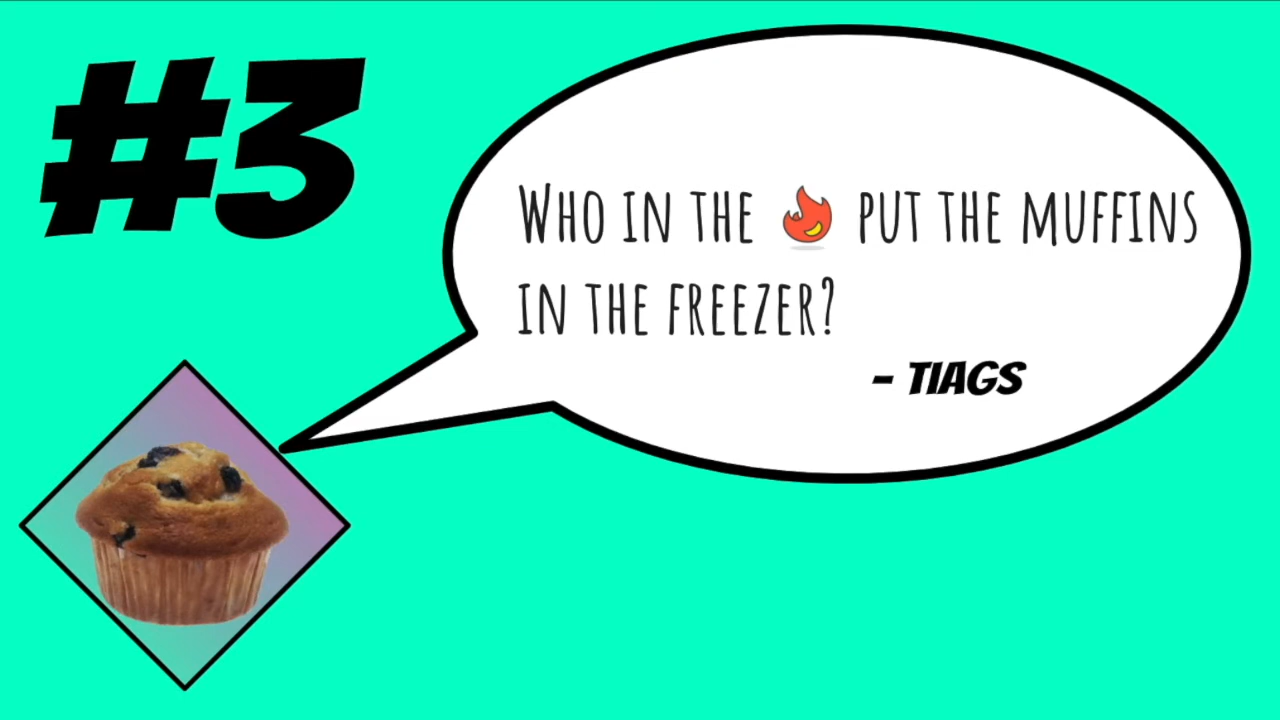 #3
Who in the 🔥 put the muffins
in the freezer?
- TIAGS